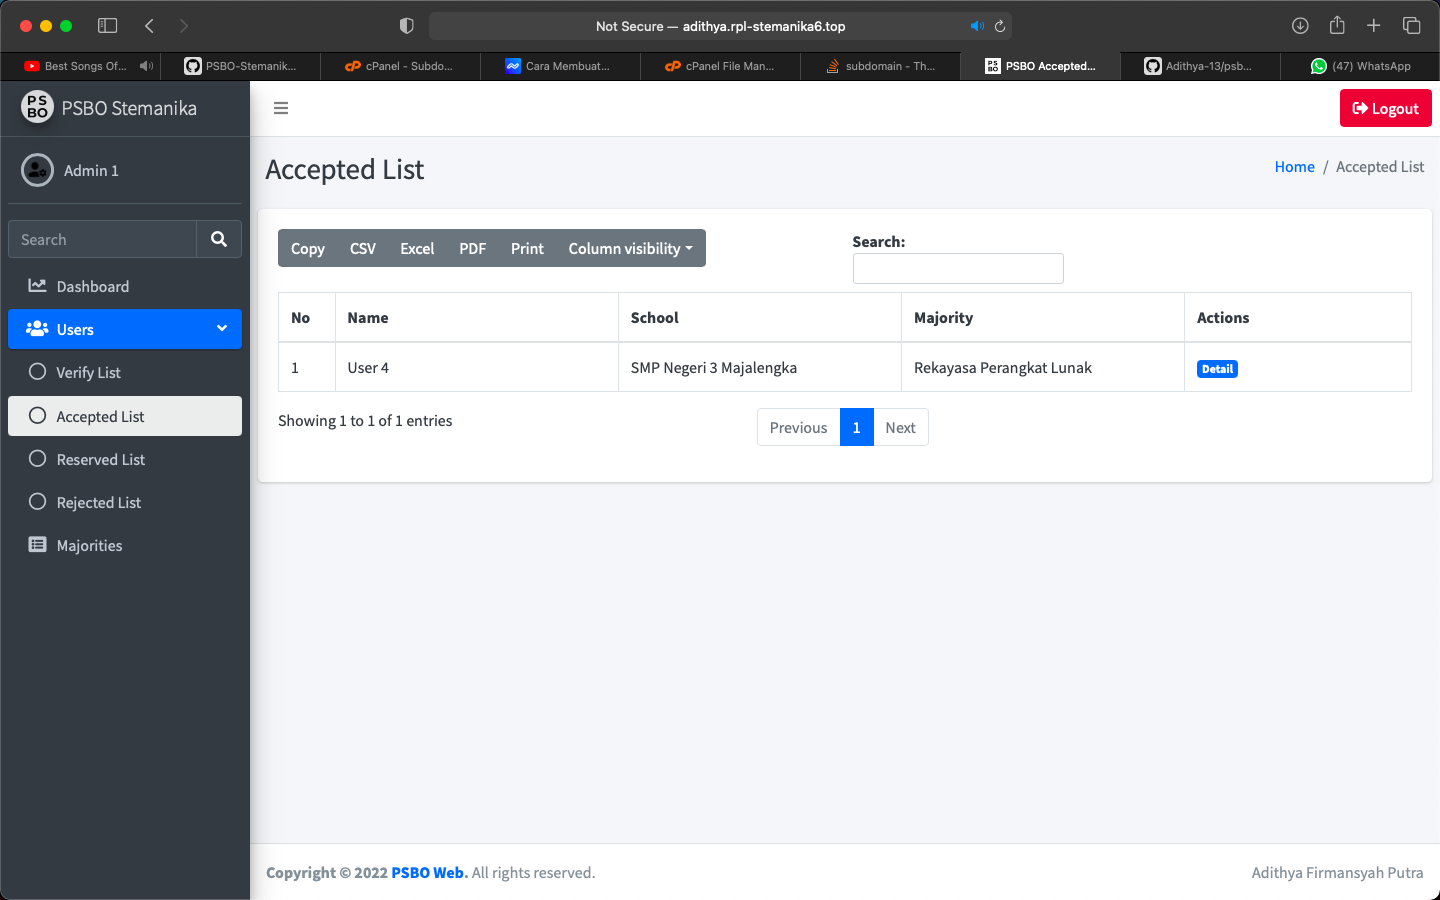 Not Secure — adithya.rpl-stemanika6.top
Best Songs Of...
PSBO-Stemanik...
cPanel - Subdo...
Cara Membuat...
cPanel File Man...
subdomain - Th...
PSBO Accepted...
Adithya-13/psb...
(47) WhatsApp
PS
BO
PSBO Stemanika
Logout
Admin 1
Accepted List
Home / Accepted List
Search
Dashboard
Users
Verify List
Accepted List
Reserved List
Rejected List
Majorities
Copy CSV Excel PDF Print Column visibility
Search:
No Name School Majority Actions
1 User 4 SMP Negeri 3 Majalengka Rekayasa Perangkat Lunak Detail
Showing 1 to 1 of 1 entries
Previous 1 Next
Copyright © 2022 PSBO Web. All rights reserved.
Adithya Firmansyah Putra